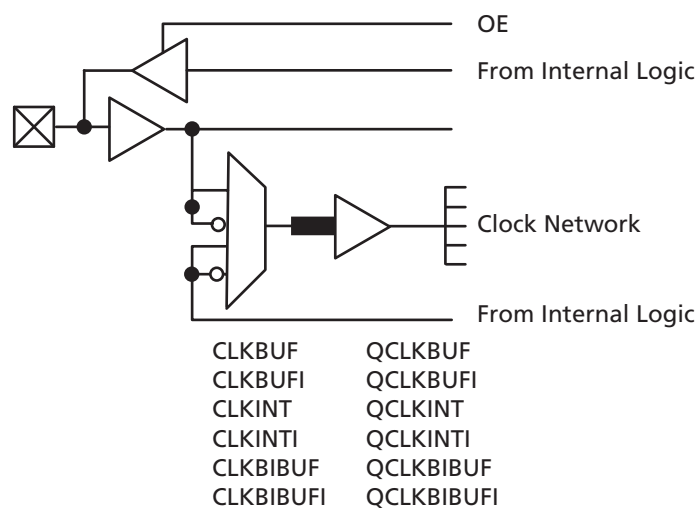 OE
From Internal Logic
Clock Network
From Internal Logic
CLKBUF QCLKBUF
CLKBUFI QCLKBUFI
CLKINT QCLKINT
CLKINTI QCLKINTI
CLKBIBUF QCLKBIBUF
CLKBIBUFI QCLKBIBUFI